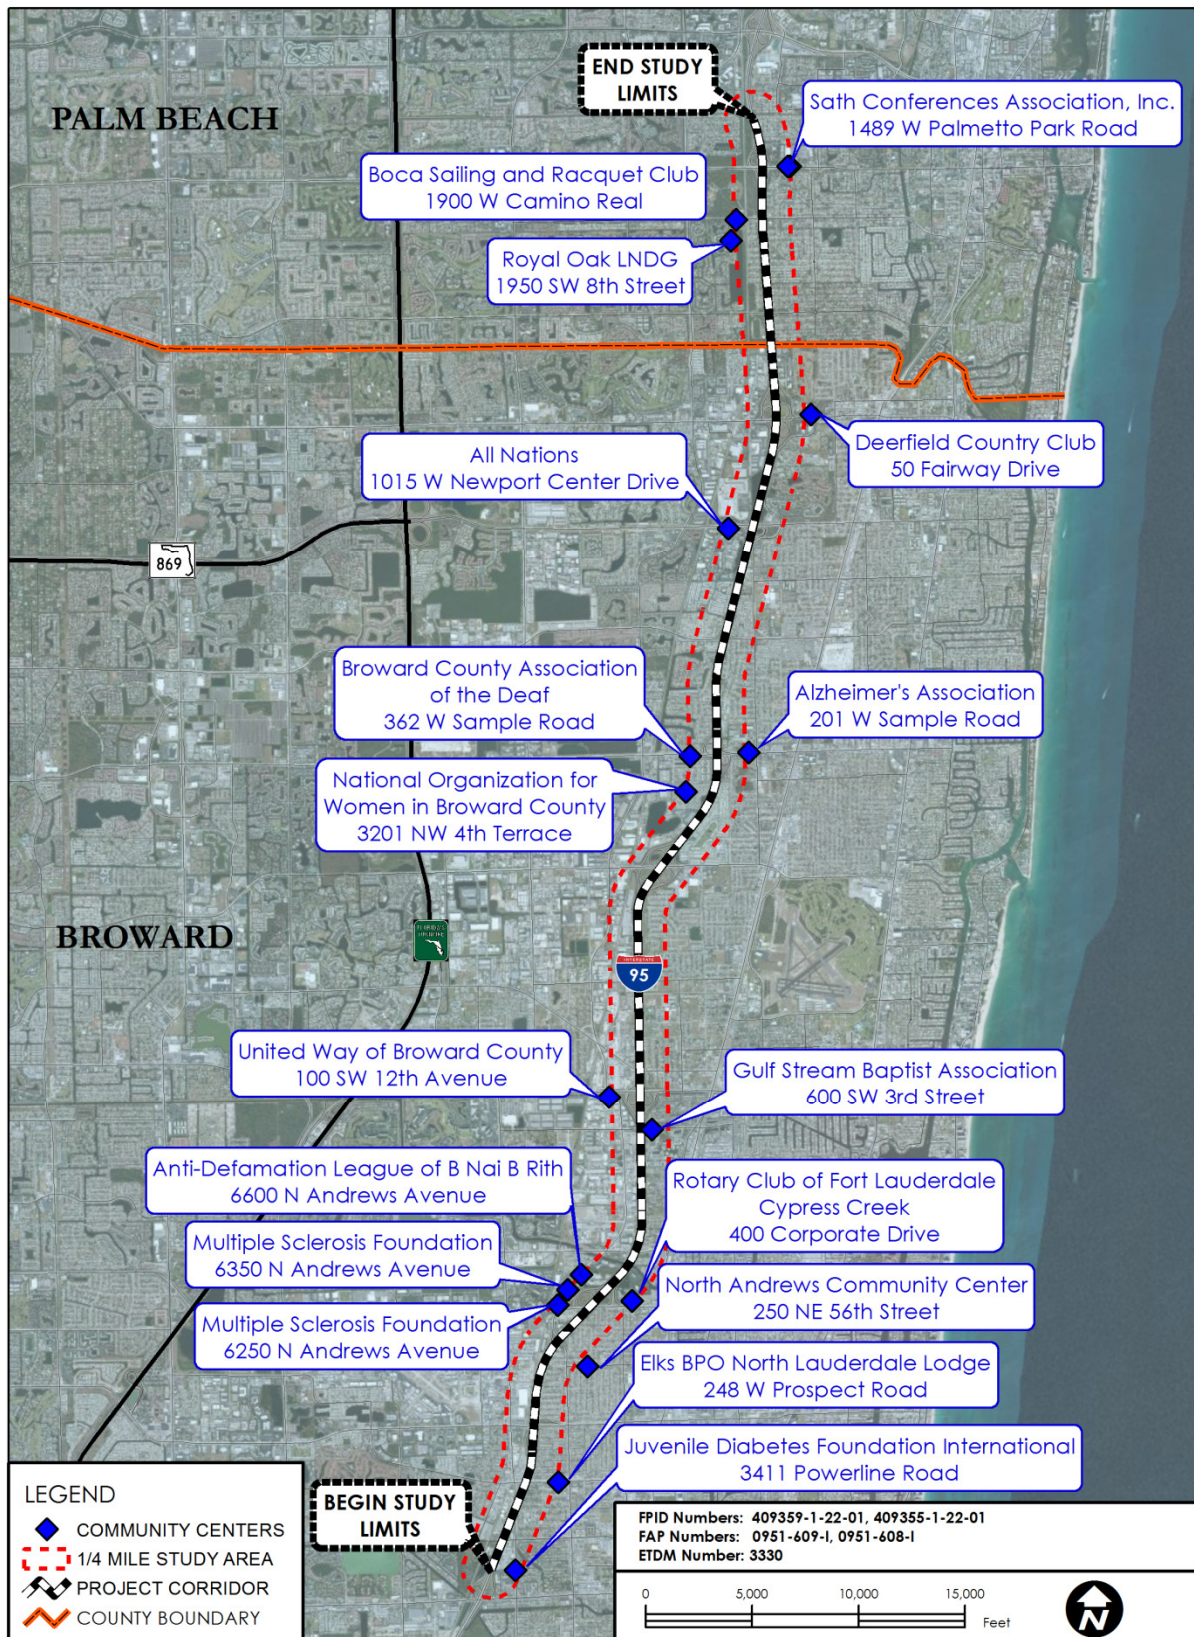 END STUDY
LIMITS
PALM BEACH
Sath Conferences Association, Inc.
1489 W Palmetto Park Road
Boca Sailing and Racquet Club
1900 W Camino Real
Royal Oak LNDG
1950 SW 8th Street
Deerfield Country Club
50 Fairway Drive
All Nations
1015 W Newport Center Drive
869
Broward County Association
of the Deaf
362 W Sample Road
Alzheimer's Association
201 W Sample Road
National Organization for
Women in Broward County
3201 NW 4th Terrace
BROWARD
INTERSTATE
95
United Way of Broward County
100 SW 12th Avenue
Gulf Stream Baptist Association
600 SW 3rd Street
Anti-Defamation League of B Nai B Rith
6600 N Andrews Avenue
Rotary Club of Fort Lauderdale
Cypress Creek
400 Corporate Drive
Multiple Sclerosis Foundation
6350 N Andrews Avenue
North Andrews Community Center
250 NE 56th Street
Multiple Sclerosis Foundation
6250 N Andrews Avenue
Elks BPO North Lauderdale Lodge
248 W Prospect Road
Juvenile Diabetes Foundation International
3411 Powerline Road
BEGIN STUDY
LIMITS
LEGEND
COMMUNITY CENTERS
1/4 MILE STUDY AREA
PROJECT CORRIDOR
COUNTY BOUNDARY
FPID Numbers: 409359-1-22-01, 409355-1-22-01
FAP Numbers: 0951-609-I, 0951-608-I
ETDM Number: 3330
0 5,000 10,000 15,000
Feet
N